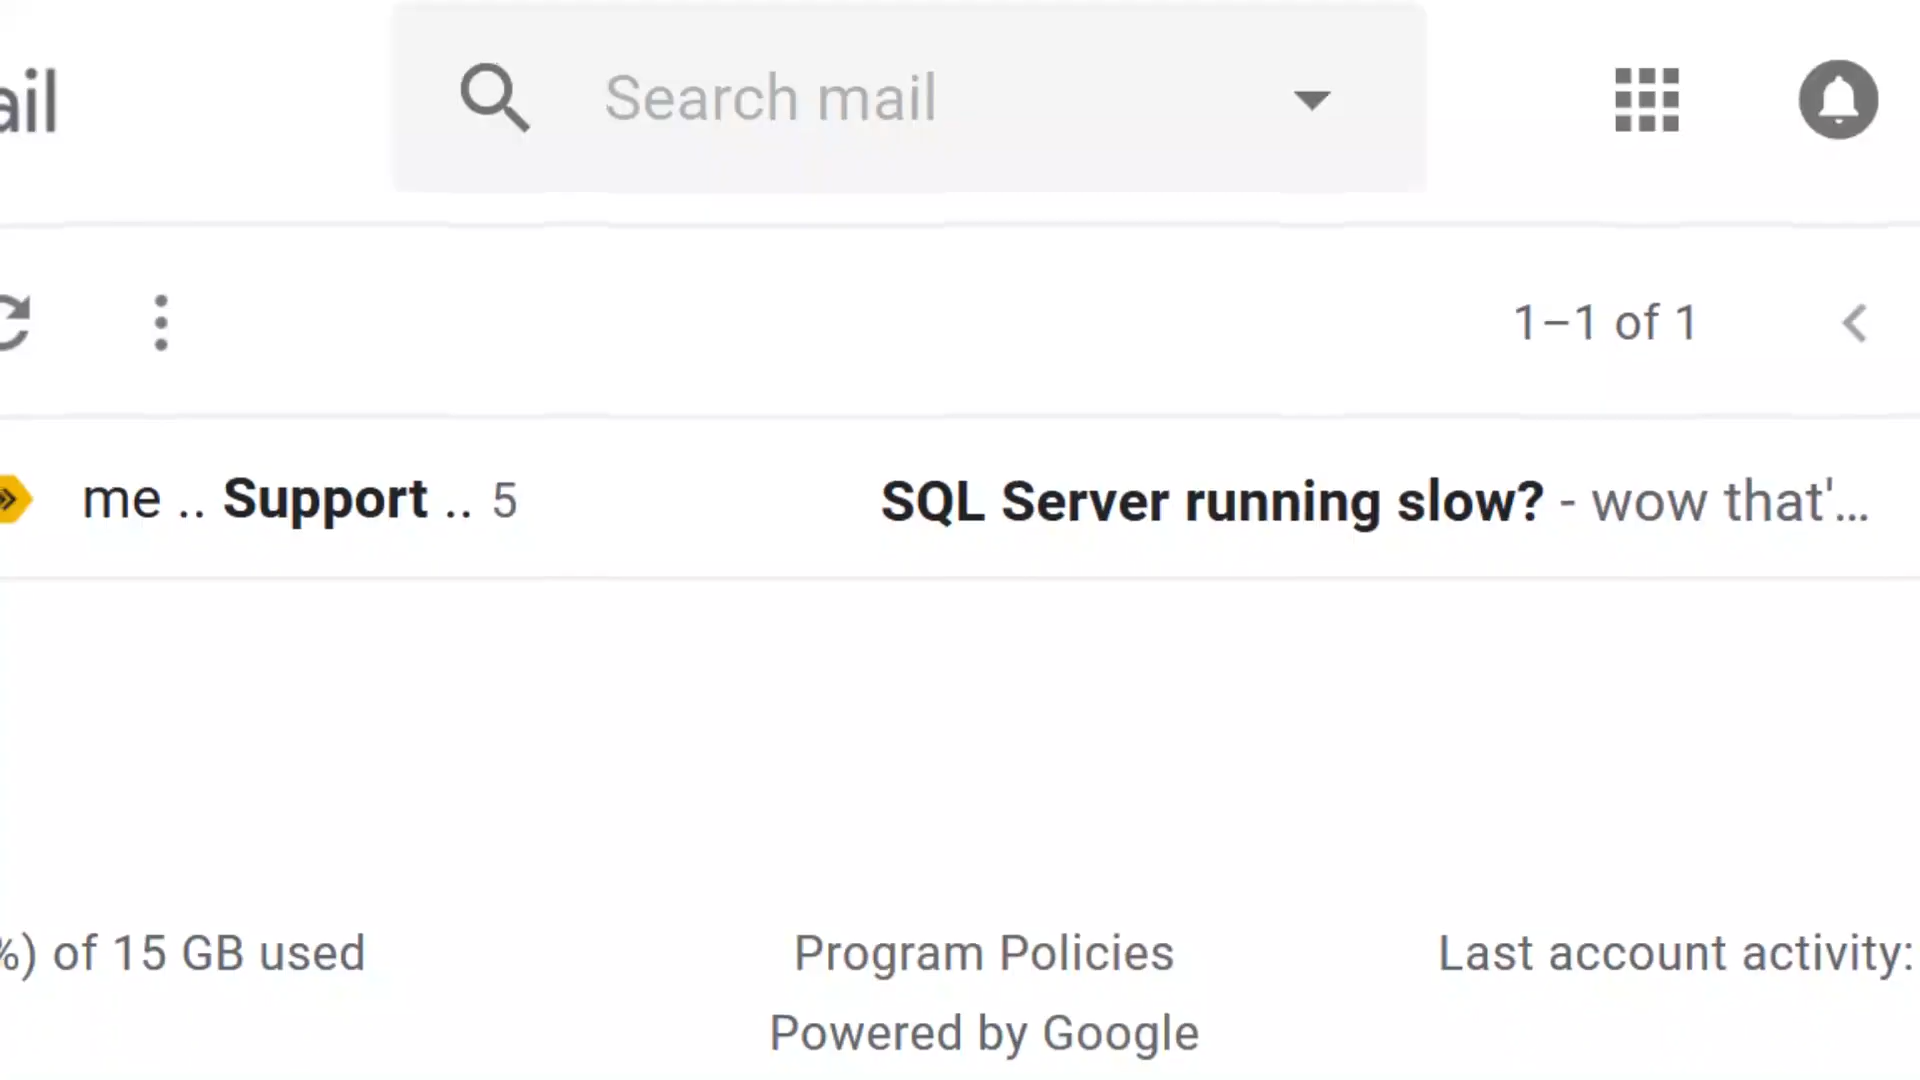 ail
Search mail
1–1 of 1
me .. Support .. 5
SQL Server running slow? - wow that'...
%) of 15 GB used
Program Policies
Last account activity:
Powered by Google